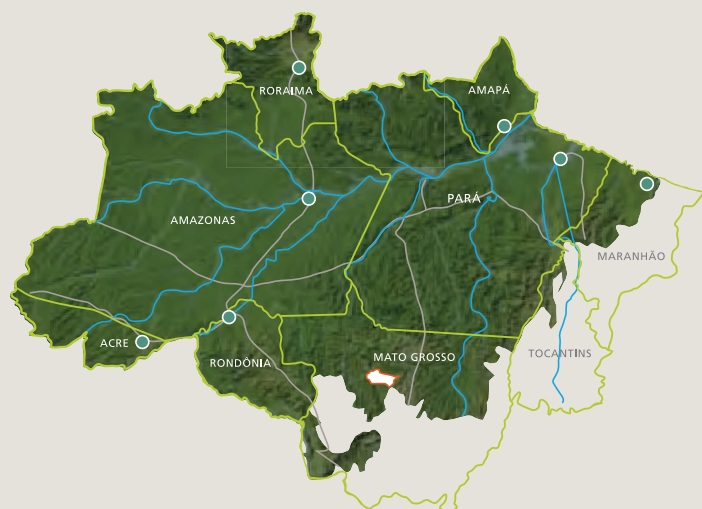 RORAIMA
AMAPÁ
AMAZONAS
PARÁ
MARANHÃO
ACRE
RONDÔNIA
MATO GROSSO
TOCANTINS